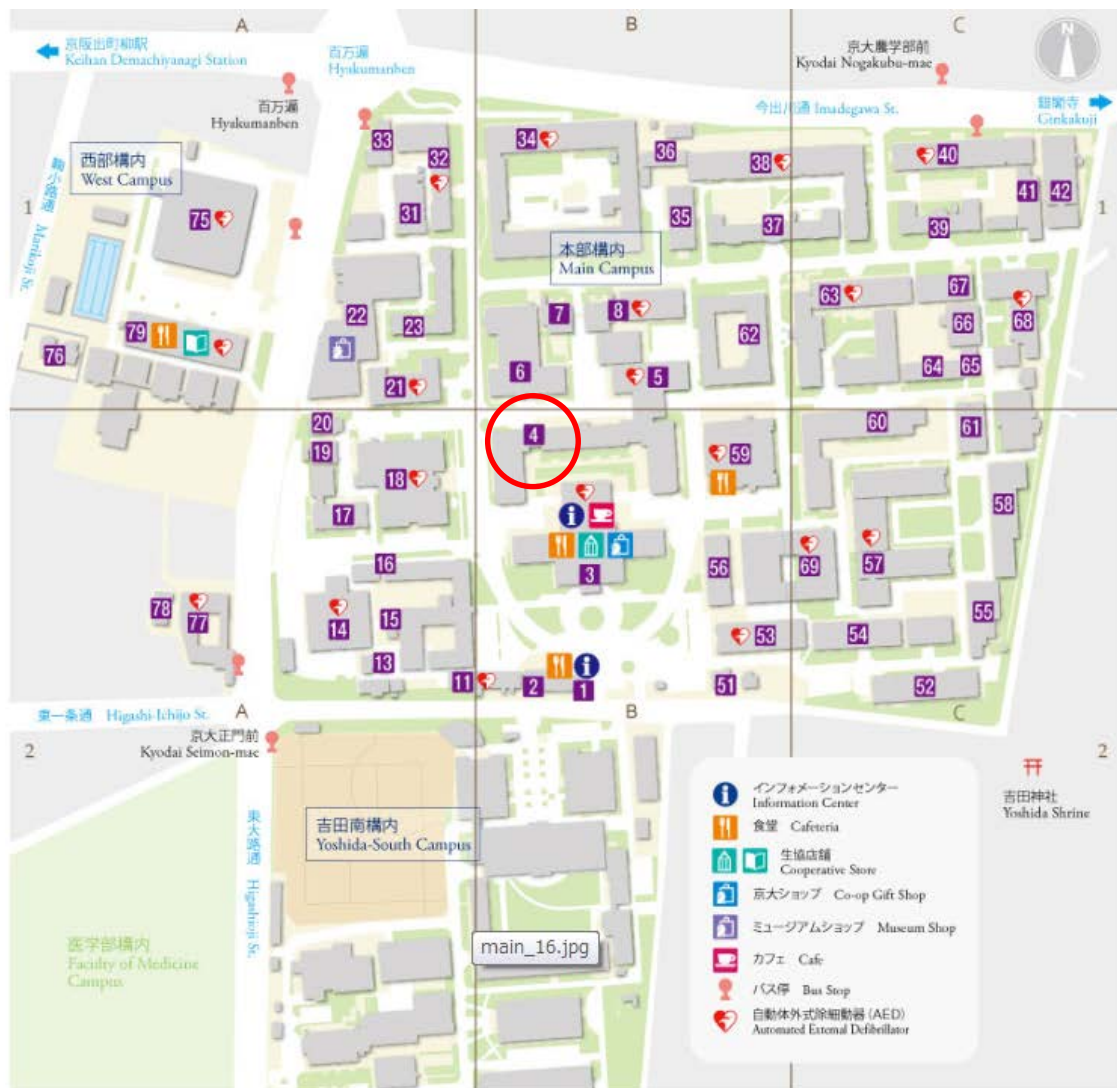 A
B
C
京阪出町柳駅
Keihan Demachiyanagi Station
百万遍
Hyakumanben
京大農学部前
Kyodai Nogakubu-mae
N
百万遍
Hyakumanben
今出川通 Imadegawa St.
銀閣寺
Ginkakuji
西部構内
West Campus
鞠小路通 Marikoji St.
1
1
33
32
34
36
38
40
75
31
35
37
39
41
42
本部構内
Main Campus
22
23
7
8
62
63
67
66
68
79
76
21
6
5
64
65
20
19
4
59
60
61
18
17
58
16
3
56
69
57
78
77
14
15
53
54
55
13
11
2
1
51
52
東一条通 Higashi-Ichijo St.
A
B
C
京大正門前
Kyodai Seimon-mae
2
2
吉田神社
Yoshida Shrine
吉田南構内
Yoshida-South Campus
東大路通 Higashioji St.
医学部構内
Faculty of Medicine
Campus
main_16.jpg
インフォメーションセンター
Information Center
食堂 Cafeteria
生協店舗
Cooperative Store
京大ショップ Co-op Gift Shop
ミュージアムショップ Museum Shop
カフェ Cafe
バス停 Bus Stop
自動体外式除細動器(AED)
Automated External Defibrillator